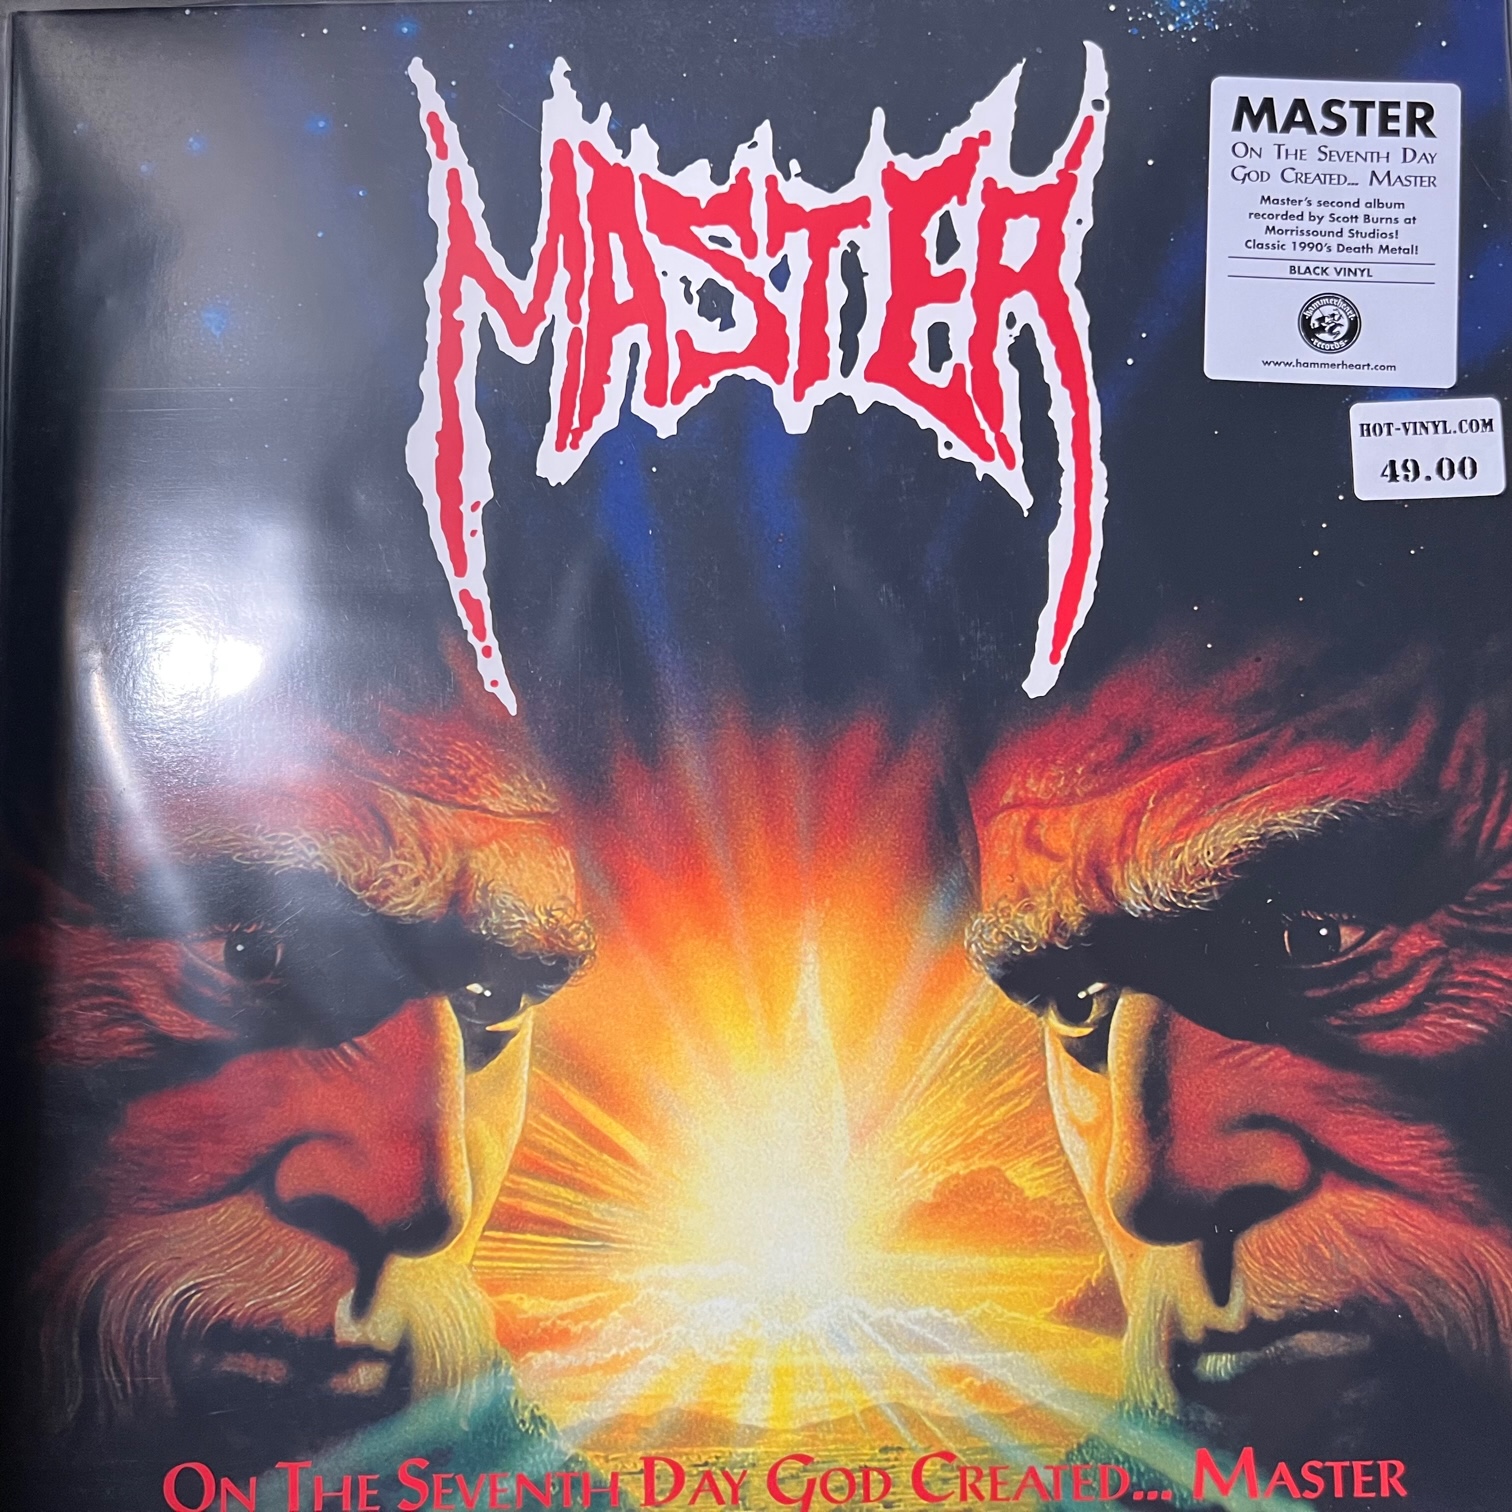 MASTER
MASTER
ON THE SEVENTH DAY
GOD CREATED... MASTER
Master's second album
recorded by Scott Burns at
Morrissound Studios!
Classic 1990's Death Metal!
BLACK VINYL
hammerheart
records
www.hammerheart.com
HOT-VINYL.COM
49.00
ON THE SEVENTH DAY GOD CREATED... MASTER